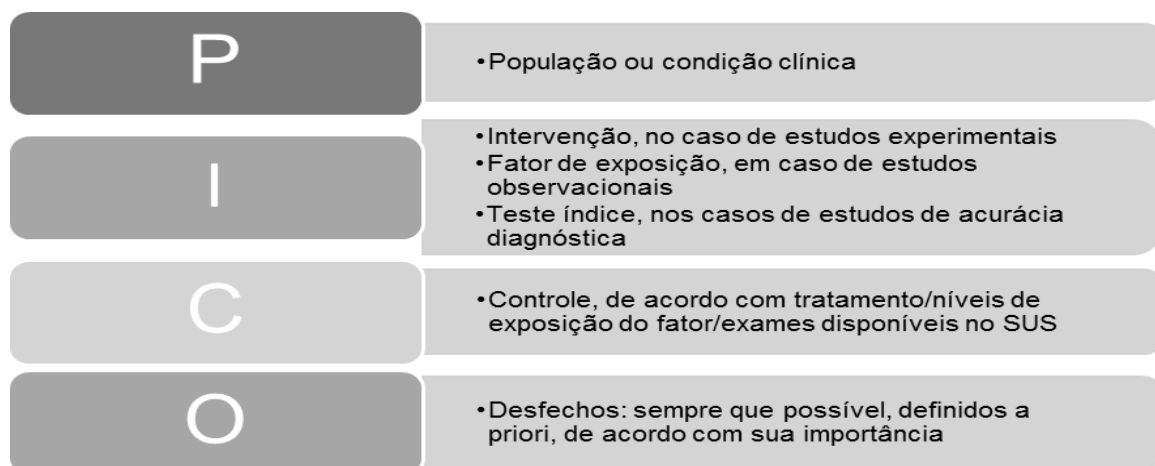 P
•População ou condição clínica
I
•Intervenção, no caso de estudos experimentais
•Fator de exposição, em caso de estudos
observacionais
•Teste índice, nos casos de estudos de acurácia
diagnóstica
C
•Controle, de acordo com tratamento/níveis de
exposição do fator/exames disponíveis no SUS
O
•Desfechos: sempre que possível, definidos a
priori, de acordo com sua importância